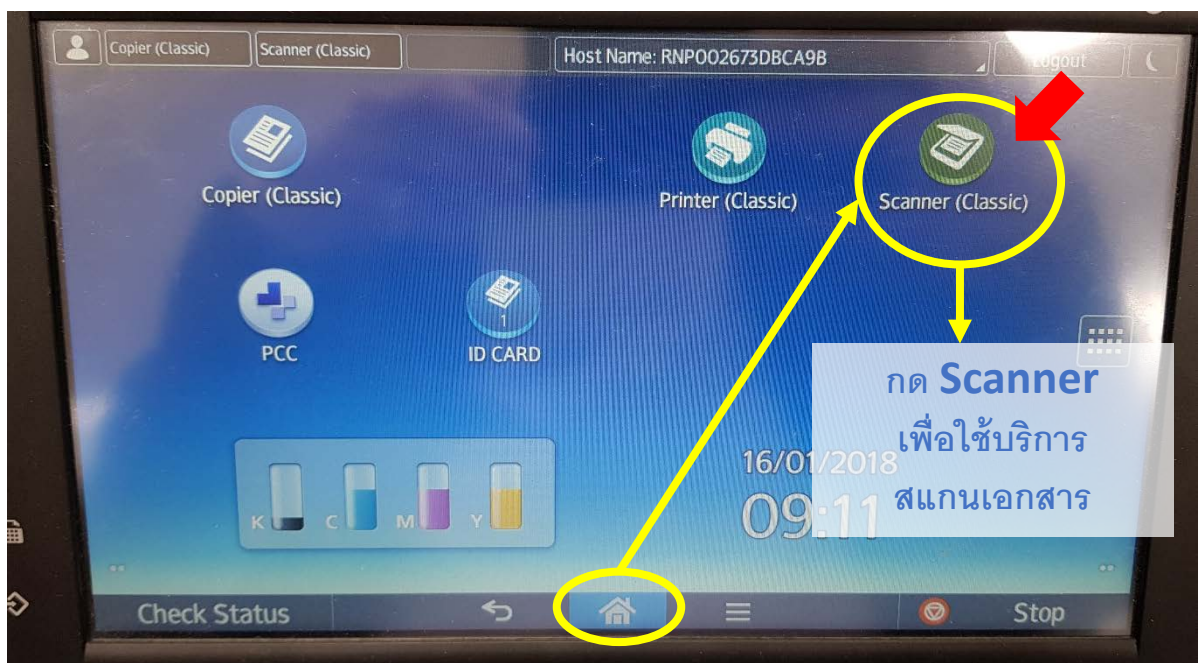 Copier (Classic)
Scanner (Classic)
Host Name: RNP002673DBCA9B
Logout
Copier (Classic)
Printer (Classic)
Scanner (Classic)
PCC
1
ID CARD
กด Scanner
เพื่อใช้บริการ
สแกนเอกสาร
16/01/2018
09:11
K C M Y
Check Status
Stop